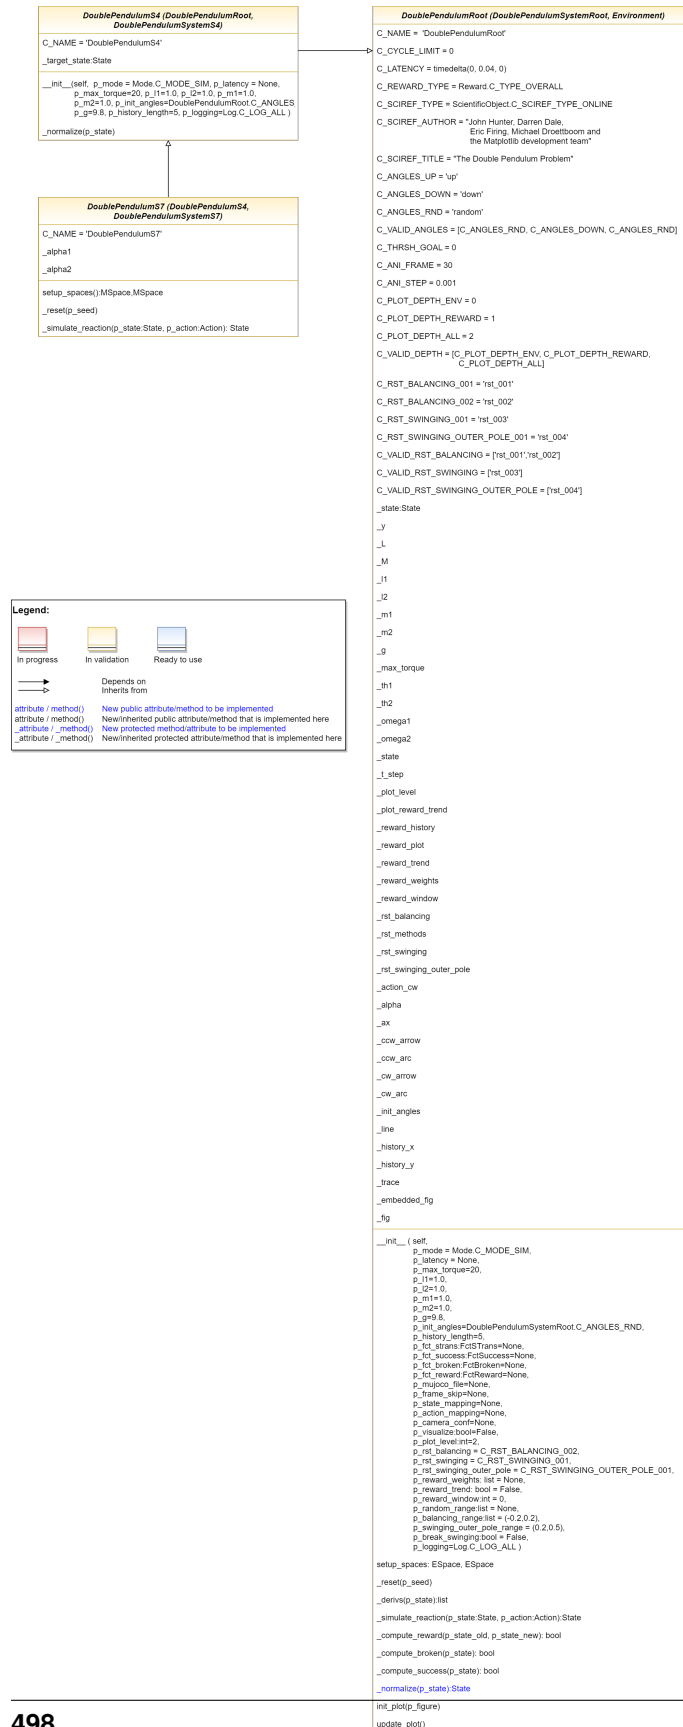 DoublePendulumS4 (DoublePendulumRoot,
DoublePendulumSystemS4)
C_NAME = 'DoublePendulumS4'
_target_state:State
__init__(self,  p_mode = Mode.C_MODE_SIM, p_latency = None,
p_max_torque=20, p_l1=1.0, p_l2=1.0, p_m1=1.0,
p_m2=1.0, p_init_angles=DoublePendulumRoot.C_ANGLES
p_g=9.8, p_history_length=5, p_logging=Log.C_LOG_ALL )
_normalize(p_state)
DoublePendulumS7 (DoublePendulumS4,
DoublePendulumSystemS7)
C_NAME = 'DoublePendulumS7'
_alpha1
_alpha2
setup_spaces():MSpace,MSpace
_reset(p_seed)
_simulate_reaction(p_state:State, p_action:Action): State
Legend:
In progress
In validation
Ready to use
Depends on
Inherits from
attribute / method() New public attribute/method to be implemented
attribute / method() New/inherited public attribute/method that is implemented here
_attribute / _method() New protected method/attribute to be implemented
_attribute / _method() New/inherited protected attribute/method that is implemented here
DoublePendulumRoot (DoublePendulumSystemRoot, Environment)
C_NAME =  'DoublePendulumRoot'
C_CYCLE_LIMIT = 0
C_LATENCY = timedelta(0, 0.04, 0)
C_REWARD_TYPE = Reward.C_TYPE_OVERALL
C_SCIREF_TYPE = ScientificObject.C_SCIREF_TYPE_ONLINE
C_SCIREF_AUTHOR = "John Hunter, Darren Dale,
Eric Firing, Michael Droettboom and
the Matplotlib development team"
C_SCIREF_TITLE = "The Double Pendulum Problem"
C_ANGLES_UP = 'up'
C_ANGLES_DOWN = 'down'
C_ANGLES_RND = 'random'
C_VALID_ANGLES = [C_ANGLES_RND, C_ANGLES_DOWN, C_ANGLES_RND]
C_THRSH_GOAL = 0
C_ANI_FRAME = 30
C_ANI_STEP = 0.001
C_PLOT_DEPTH_ENV = 0
C_PLOT_DEPTH_REWARD = 1
C_PLOT_DEPTH_ALL = 2
C_VALID_DEPTH = [C_PLOT_DEPTH_ENV, C_PLOT_DEPTH_REWARD,
C_PLOT_DEPTH_ALL]
C_RST_BALANCING_001 = 'rst_001'
C_RST_BALANCING_002 = 'rst_002'
C_RST_SWINGING_001 = 'rst_003'
C_RST_SWINGING_OUTER_POLE_001 = 'rst_004'
C_VALID_RST_BALANCING = ['rst_001','rst_002']
C_VALID_RST_SWINGING = ['rst_003']
C_VALID_RST_SWINGING_OUTER_POLE = ['rst_004']
_state:State
_y
_L
_M
_l1
_l2
_m1
_m2
_g
_max_torque
_th1
_th2
_omega1
_omega2
_state
_t_step
_plot_level
_plot_reward_trend
_reward_history
_reward_plot
_reward_trend
_reward_weights
_reward_window
_rst_balancing
_rst_methods
_rst_swinging
_rst_swinging_outer_pole
_action_cw
_alpha
_ax
_ccw_arrow
_ccw_arc
_cw_arrow
_cw_arc
_init_angles
_line
_history_x
_history_y
_trace
_embedded_fig
_fig
__init__ ( self,
p_mode = Mode.C_MODE_SIM,
p_latency = None,
p_max_torque=20,
p_l1=1.0,
p_l2=1.0,
p_m1=1.0,
p_m2=1.0,
p_g=9.8,
p_init_angles=DoublePendulumSystemRoot.C_ANGLES_RND,
p_history_length=5,
p_fct_strans:FctSTrans=None,
p_fct_success:FctSuccess=None,
p_fct_broken:FctBroken=None,
p_fct_reward:FctReward=None,
p_mujoco_file=None,
p_frame_skip=None,
p_state_mapping=None,
p_action_mapping=None,
p_camera_conf=None,
p_visualize:bool=False,
p_plot_level:int=2,
p_rst_balancing = C_RST_BALANCING_002,
p_rst_swinging = C_RST_SWINGING_001,
p_rst_swinging_outer_pole = C_RST_SWINGING_OUTER_POLE_001,
p_reward_weights: list = None,
p_reward_trend: bool = False,
p_reward_window:int = 0,
p_random_range:list = None,
p_balancing_range:list = (-0.2,0.2),
p_swinging_outer_pole_range = (0.2,0.5),
p_break_swinging:bool = False,
p_logging=Log.C_LOG_ALL )
setup_spaces: ESpace, ESpace
_reset(p_seed)
_derivs(p_state):list
_simulate_reaction(p_state:State, p_action:Action):State
_compute_reward(p_state_old, p_state_new): bool
_compute_broken(p_state): bool
_compute_success(p_state): bool
_normalize(p_state):State
init_plot(p_figure)
update_plot()
498